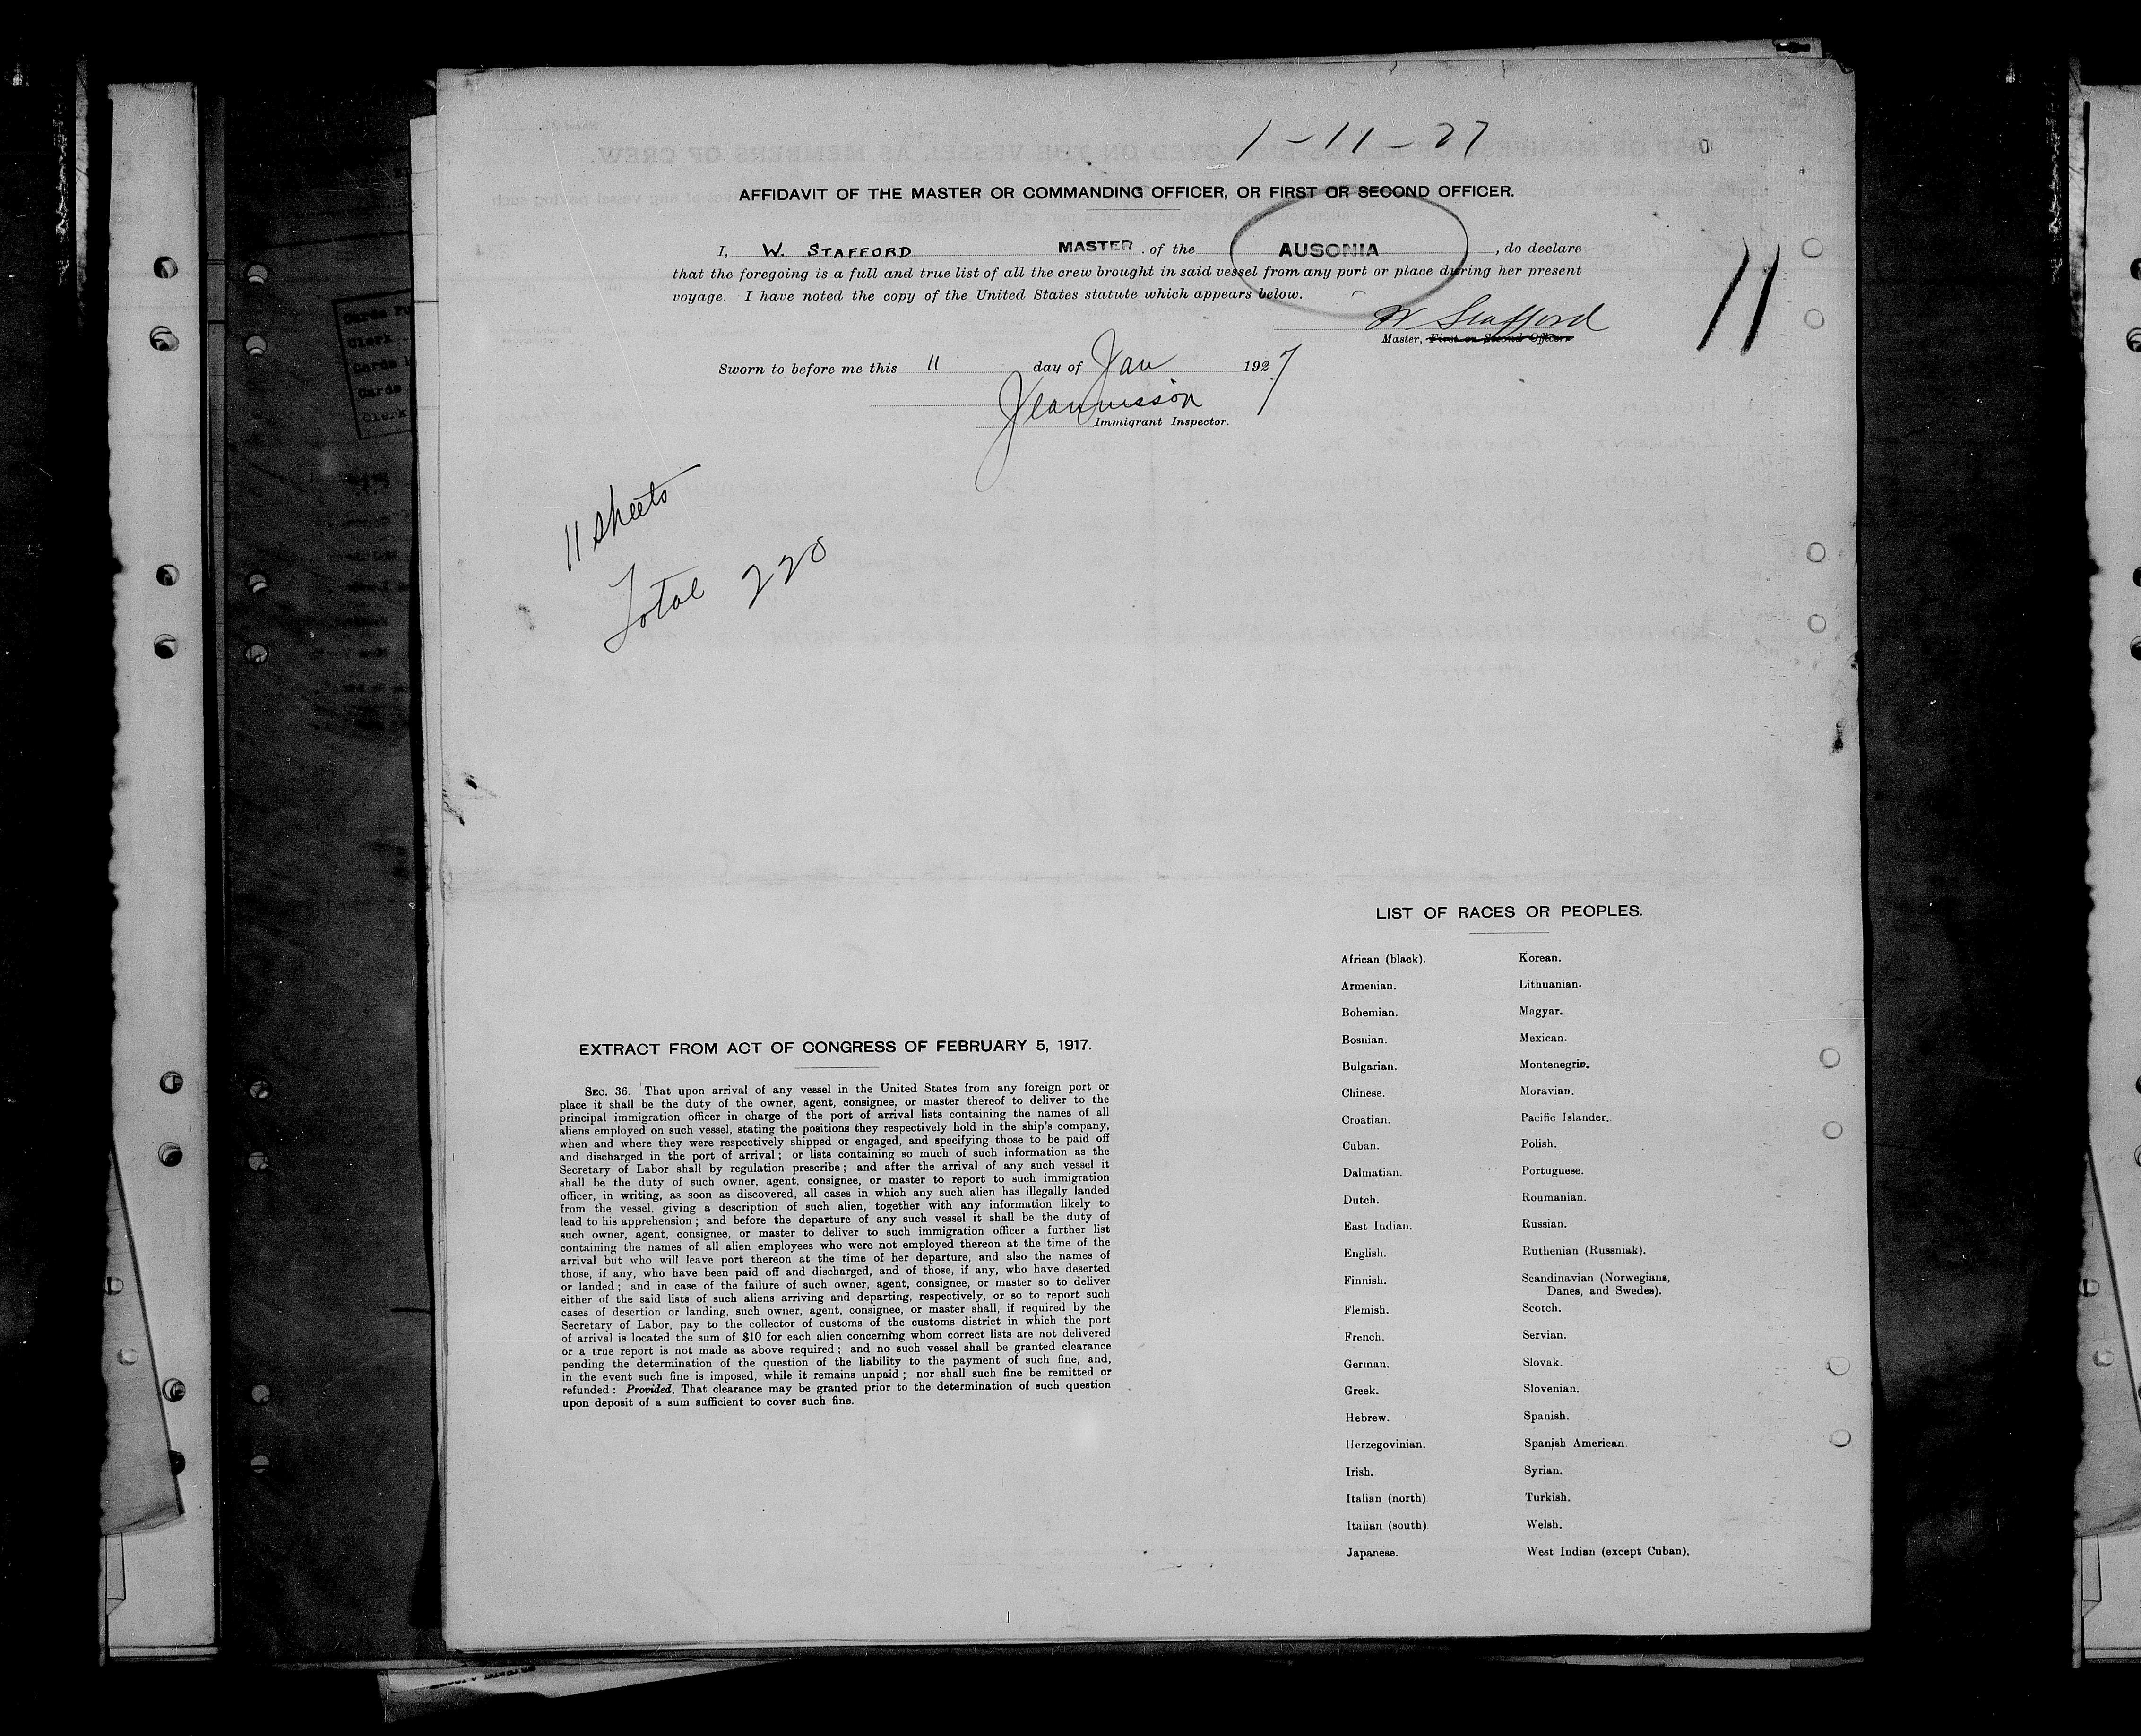 1-11-27
AFFIDAVIT OF THE MASTER OR COMMANDING OFFICER, OR FIRST OR SECOND OFFICER.
I, W. STAFFORD MASTER of the AUSONIA, do declare
that the foregoing is a full and true list of all the crew brought in said vessel from any port or place during her present
voyage. I have noted the copy of the United States statute which appears below.
11
W Stafford
Master, First or Second Officer.
Sworn to before me this 11 day of Jan 1927
Immigrant Inspector.
11 sheets
Total 220
LIST OF RACES OR PEOPLES.
African (black). Korean.
Armenian. Lithuanian.
Bohemian. Magyar.
Bosnian. Mexican.
Bulgarian. Montenegrin.
Chinese. Moravian.
Croatian. Pacific Islander.
Cuban. Polish.
Dalmatian. Portuguese.
Dutch. Roumanian.
East Indian. Russian.
English. Ruthenian (Russniak).
Finnish. Scandinavian (Norwegians,
Danes, and Swedes).
Flemish. Scotch.
French. Servian.
German. Slovak.
Greek. Slovenian.
Hebrew. Spanish.
Herzegovinian. Spanish American.
Irish. Syrian.
Italian (north) Turkish.
Italian (south). Welsh.
Japanese. West Indian (except Cuban).
EXTRACT FROM ACT OF CONGRESS OF FEBRUARY 5, 1917.
SEC. 36. That upon arrival of any vessel in the United States from any foreign port or
place it shall be the duty of the owner, agent, consignee, or master thereof to deliver to the
principal immigration officer in charge of the port of arrival lists containing the names of all
aliens employed on such vessel, stating the positions they respectively hold in the ship's company,
when and where they were respectively shipped or engaged, and specifying those to be paid off
and discharged in the port of arrival; or lists containing so much of such information as the
Secretary of Labor shall by regulation prescribe; and after the arrival of any such vessel it
shall be the duty of such owner, agent, consignee, or master to report to such immigration
officer, in writing, as soon as discovered, all cases in which any such alien has illegally landed
from the vessel, giving a description of such alien, together with any information likely to
lead to his apprehension; and before the departure of any such vessel it shall be the duty of
such owner, agent, consignee, or master to deliver to such immigration officer a further list
containing the names of all alien employees who were not employed thereon at the time of the
arrival but who will leave port thereon at the time of her departure, and also the names of
those, if any, who have been paid off and discharged, and of those, if any, who have deserted
or landed; and in case of the failure of such owner, agent, consignee, or master so to deliver
either of the said lists of such aliens arriving and departing, respectively, or so to report such
cases of desertion or landing, such owner, agent, consignee, or master shall, if required by the
Secretary of Labor, pay to the collector of customs of the customs district in which the port
of arrival is located the sum of $10 for each alien concerning whom correct lists are not delivered
or a true report is not made as above required; and no such vessel shall be granted clearance
pending the determination of the question of the liability to the payment of such fine, and,
in the event such fine is imposed, while it remains unpaid; nor shall such fine be remitted or
refunded: Provided, That clearance may be granted prior to the determination of such question
upon deposit of a sum sufficient to cover such fine.